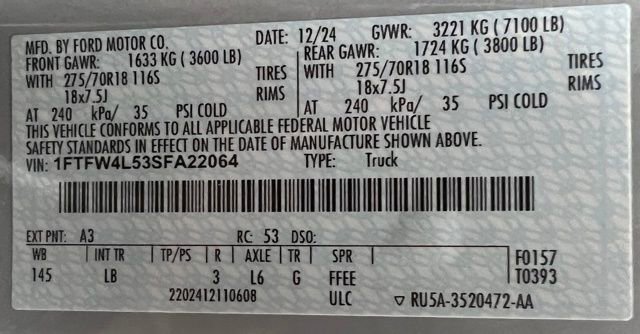 MFD. BY FORD MOTOR CO. DATE: 12/24 GVWR: 3221 KG ( 7100 LB)
FRONT GAWR: 1633 KG ( 3600 LB) REAR GAWR: 1724 KG ( 3800 LB)
WITH 275/70R18 116S TIRES WITH 275/70R18 116S TIRES
18x7.5J RIMS 18x7.5J RIMS
AT 240 kPa/ 35 PSI COLD AT 240 kPa/ 35 PSI COLD
THIS VEHICLE CONFORMS TO ALL APPLICABLE FEDERAL MOTOR VEHICLE
SAFETY STANDARDS IN EFFECT ON THE DATE OF MANUFACTURE SHOWN ABOVE.
VIN: 1FTFW4L53SFA22064 TYPE: Truck
EXT PNT: A3 RC: 53 DSO:
WB INT TR TP/PS R AXLE TR SPR F0157
145 LB 3 L6 G FFEE T0393
2202412110608 ULC ▽ RU5A-3520472-AA